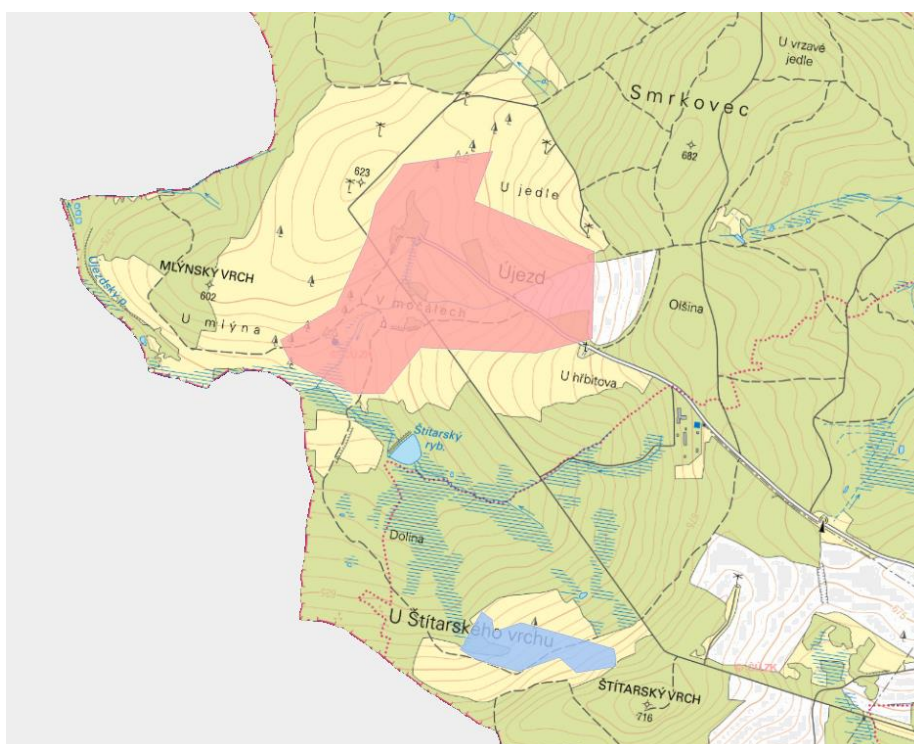 U vrzavé
jedle
Smrkovec
682
623
U jedle
Újezd
MLÝNSKÝ VRCH
602
Újezdský p.
V močálech
U mlýna
Olšina
U hřbitova
Štítarský
ryb.
Dolina
U Štítarského vrchu
ŠTÍTARSKÝ VRCH
716